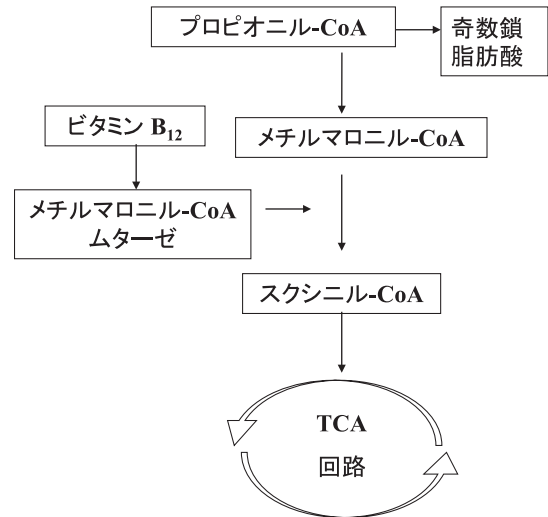 プロピオニル-CoA
奇数鎖
脂肪酸
ビタミン B₁₂
メチルマロニル-CoA
メチルマロニル-CoA
ムターゼ
スクシニル-CoA
TCA
回路